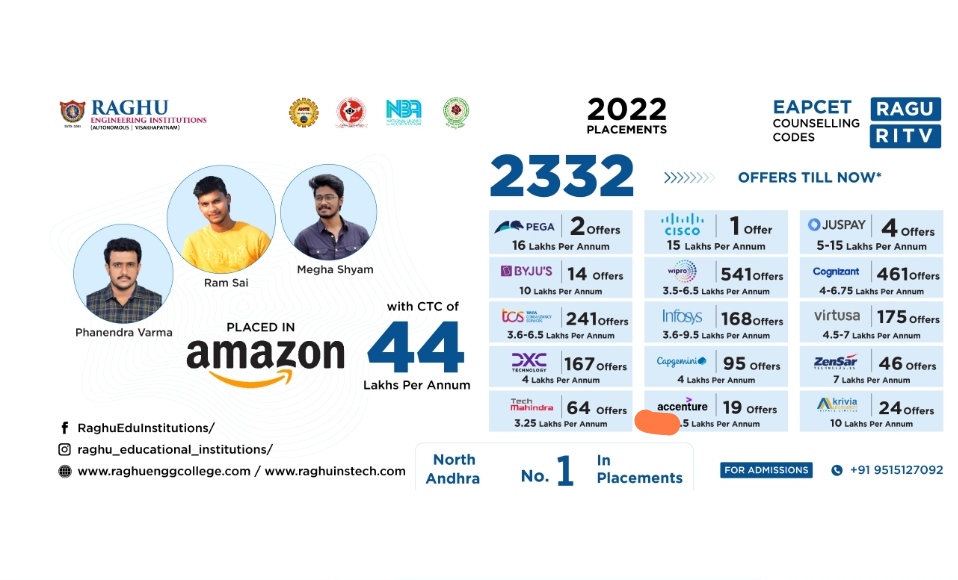 RAGHU
ENGINEERING INSTITUTIONS
(AUTONOMOUS | VISAKHAPATNAM)
NBA
2022
PLACEMENTS
EAPCET
COUNSELLING
CODES
RAGU
RITV
2332
OFFERS TILL NOW*
Phanendra Varma
Ram Sai
Megha Shyam
PLACED IN
amazon
with CTC of
44
Lakhs Per Annum
PEGA 2 Offers
16 Lakhs Per Annum
CISCO 1 Offer
15 Lakhs Per Annum
JUSPAY 4 Offers
5-15 Lakhs Per Annum
BYJU'S 14 Offers
10 Lakhs Per Annum
wipro 541 Offers
3.5-6.5 Lakhs Per Annum
Cognizant 461 Offers
4-6.75 Lakhs Per Annum
tcs TATA CONSULTANCY SERVICES 241 Offers
3.6-6.5 Lakhs Per Annum
Infosys 168 Offers
3.6-9.5 Lakhs Per Annum
virtusa 175 Offers
4.5-7 Lakhs Per Annum
DXC TECHNOLOGY 167 Offers
4 Lakhs Per Annum
Capgemini 95 Offers
4 Lakhs Per Annum
ZENSAR TECHNOLOGIES 46 Offers
7 Lakhs Per Annum
Tech Mahindra 64 Offers
3.25 Lakhs Per Annum
accenture 19 Offers
.5 Lakhs Per Annum
Akrivia 24 Offers
10 Lakhs Per Annum
RaghuEduInstitutions/
raghu_educational_institutions/
www.raghuenggcollege.com / www.raghuinstech.com
North Andhra No. 1 In Placements
FOR ADMISSIONS
+91 9515127092